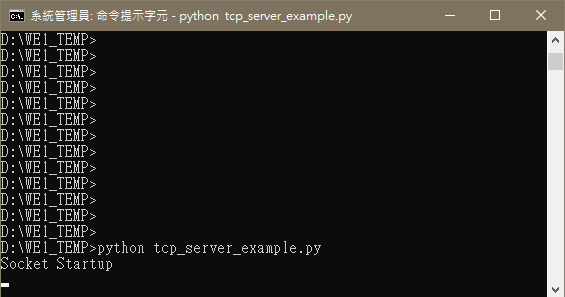 系統管理員: 命令提示字元 - python tcp_server_example.py
D:\WE1_TEMP>
D:\WE1_TEMP>
D:\WE1_TEMP>
D:\WE1_TEMP>
D:\WE1_TEMP>
D:\WE1_TEMP>
D:\WE1_TEMP>
D:\WE1_TEMP>
D:\WE1_TEMP>
D:\WE1_TEMP>
D:\WE1_TEMP>
D:\WE1_TEMP>
D:\WE1_TEMP>
D:\WE1_TEMP>python tcp_server_example.py
Socket Startup